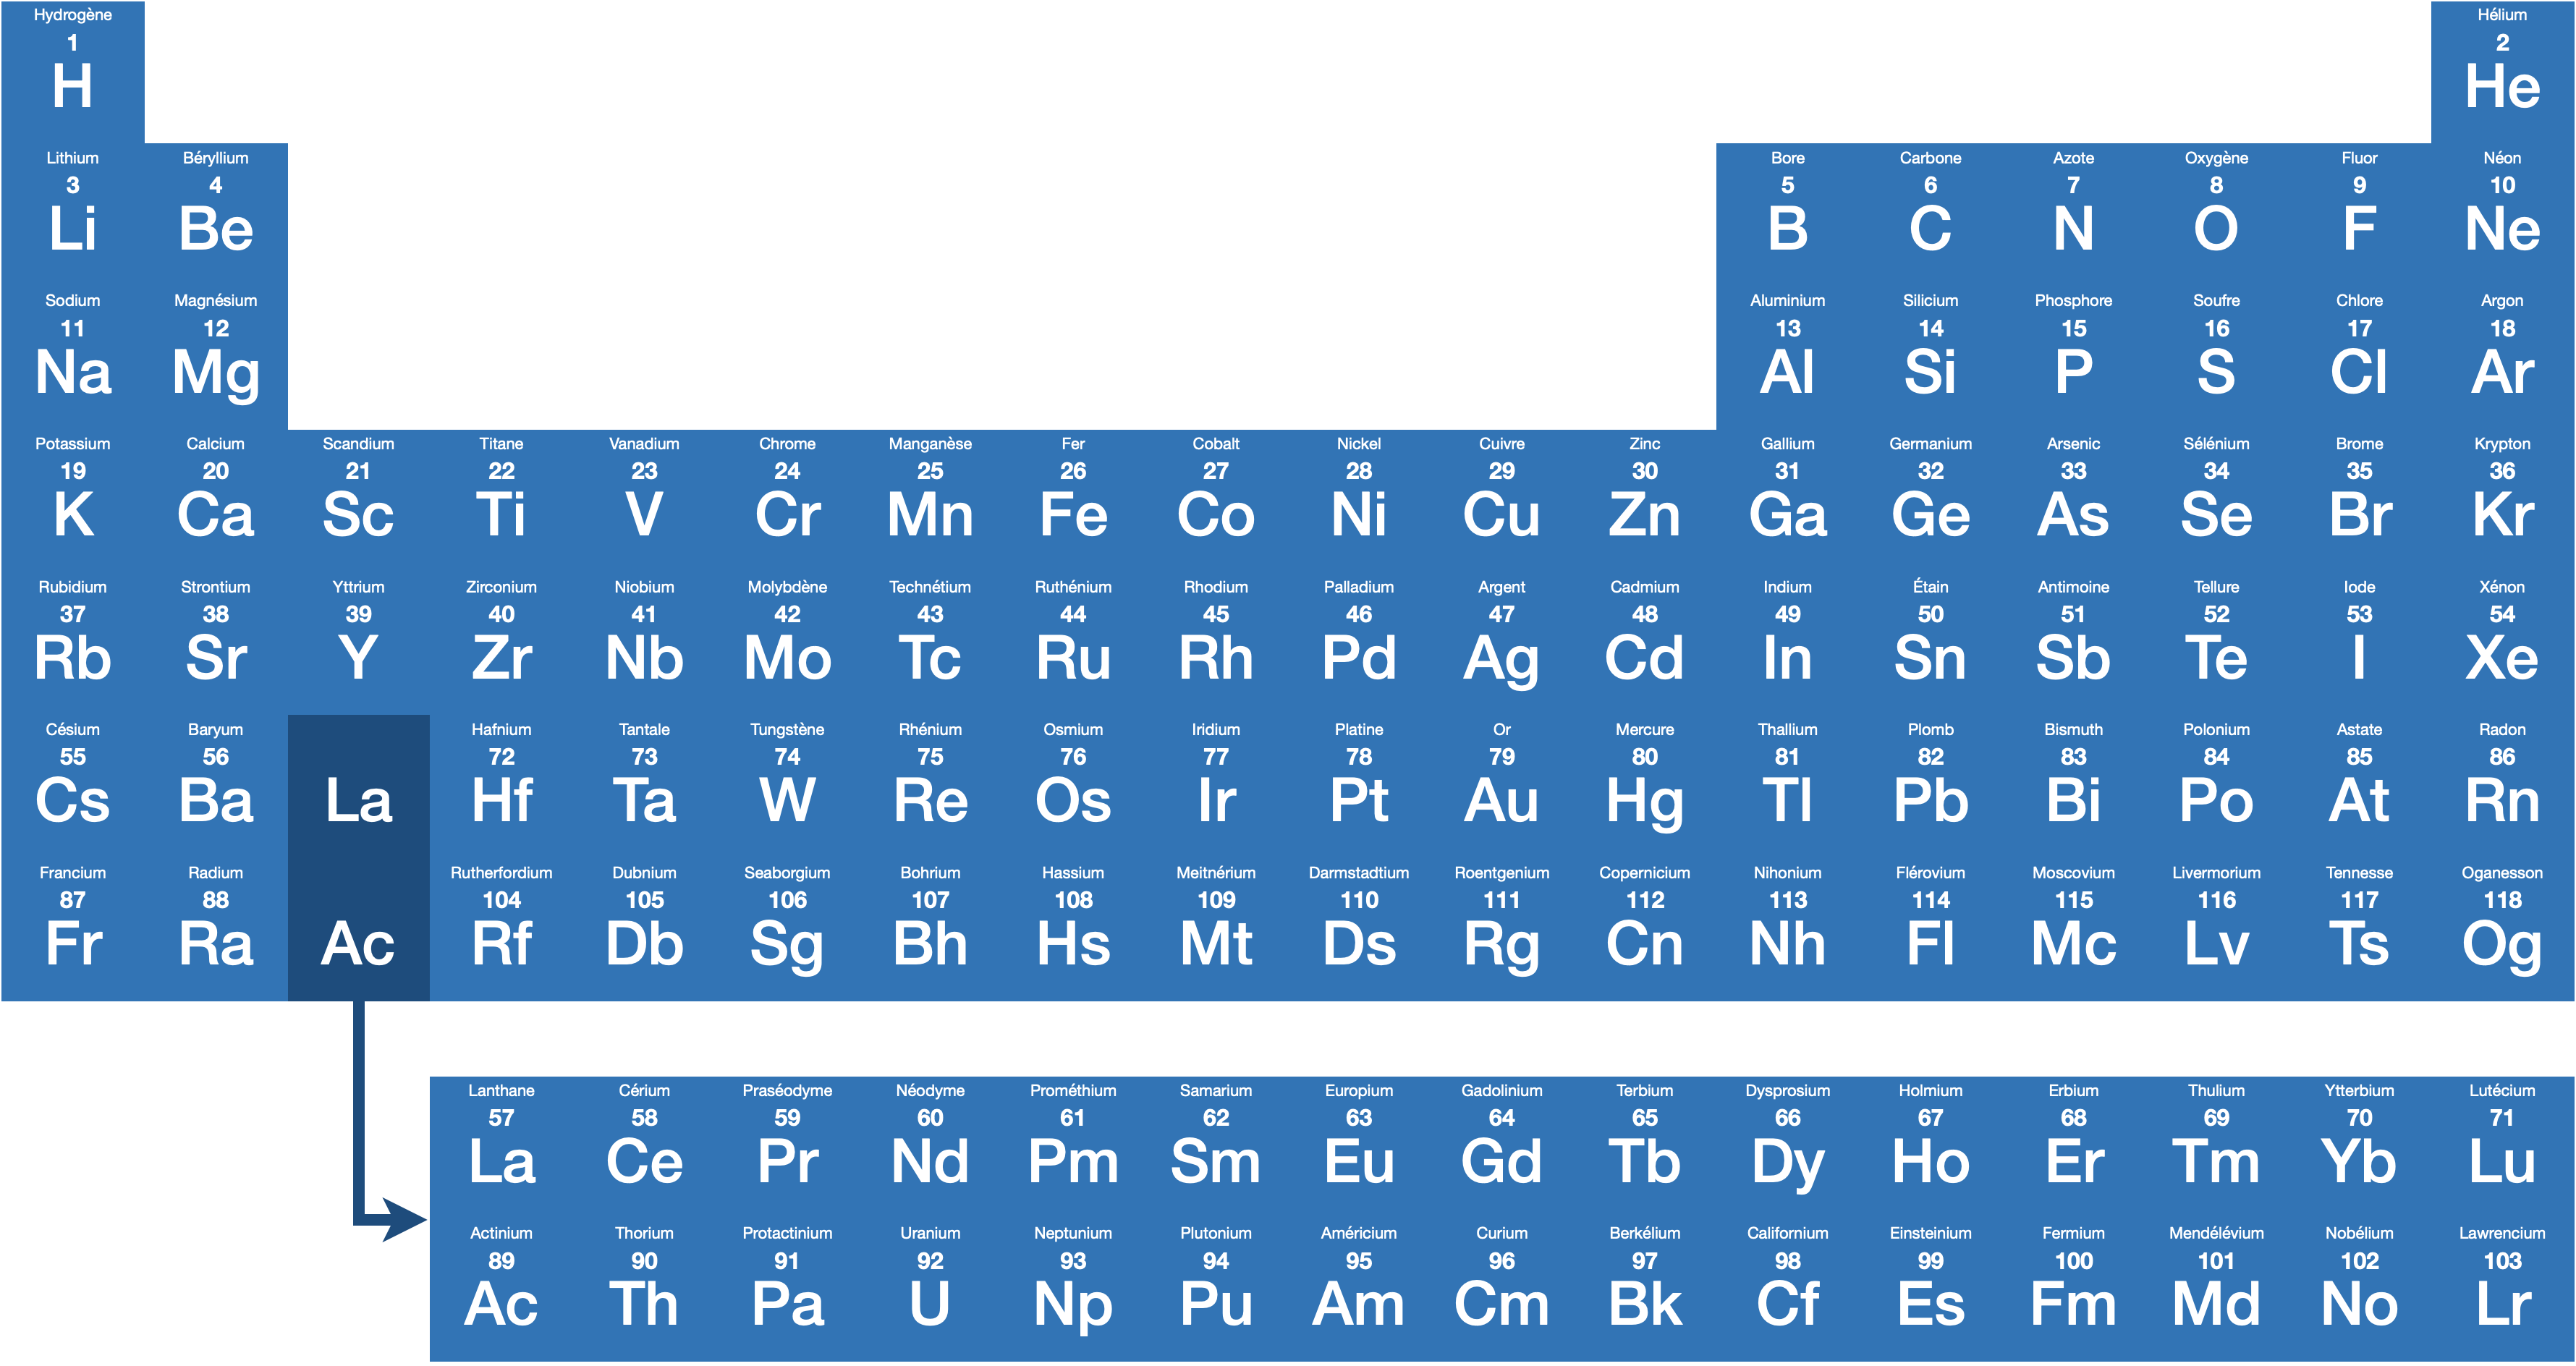 Hydrogène Hélium
1 2
H He
Lithium Béryllium Bore Carbone Azote Oxygène Fluor Néon
3 4 5 6 7 8 9 10
Li Be B C N O F Ne
Sodium Magnésium Aluminium Silicium Phosphore Soufre Chlore Argon
11 12 13 14 15 16 17 18
Na Mg Al Si P S Cl Ar
Potassium Calcium Scandium Titane Vanadium Chrome Manganèse Fer Cobalt Nickel Cuivre Zinc Gallium Germanium Arsenic Sélénium Brome Krypton
19 20 21 22 23 24 25 26 27 28 29 30 31 32 33 34 35 36
K Ca Sc Ti V Cr Mn Fe Co Ni Cu Zn Ga Ge As Se Br Kr
Rubidium Strontium Yttrium Zirconium Niobium Molybdène Technétium Ruthénium Rhodium Palladium Argent Cadmium Indium Étain Antimoine Tellure Iode Xénon
37 38 39 40 41 42 43 44 45 46 47 48 49 50 51 52 53 54
Rb Sr Y Zr Nb Mo Tc Ru Rh Pd Ag Cd In Sn Sb Te I Xe
Césium Baryum Hafnium Tantale Tungstène Rhénium Osmium Iridium Platine Or Mercure Thallium Plomb Bismuth Polonium Astate Radon
55 56 72 73 74 75 76 77 78 79 80 81 82 83 84 85 86
Cs Ba La Hf Ta W Re Os Ir Pt Au Hg Tl Pb Bi Po At Rn
Francium Radium Rutherfordium Dubnium Seaborgium Bohrium Hassium Meitnérium Darmstadtium Roentgenium Copernicium Nihonium Flérovium Moscovium Livermorium Tennesse Oganesson
87 88 104 105 106 107 108 109 110 111 112 113 114 115 116 117 118
Fr Ra Ac Rf Db Sg Bh Hs Mt Ds Rg Cn Nh Fl Mc Lv Ts Og
Lanthane Cérium Praséodyme Néodyme Prométhium Samarium Europium Gadolinium Terbium Dysprosium Holmium Erbium Thulium Ytterbium Lutécium
57 58 59 60 61 62 63 64 65 66 67 68 69 70 71
La Ce Pr Nd Pm Sm Eu Gd Tb Dy Ho Er Tm Yb Lu
Actinium Thorium Protactinium Uranium Neptunium Plutonium Américium Curium Berkélium Californium Einsteinium Fermium Mendélévium Nobélium Lawrencium
89 90 91 92 93 94 95 96 97 98 99 100 101 102 103
Ac Th Pa U Np Pu Am Cm Bk Cf Es Fm Md No Lr